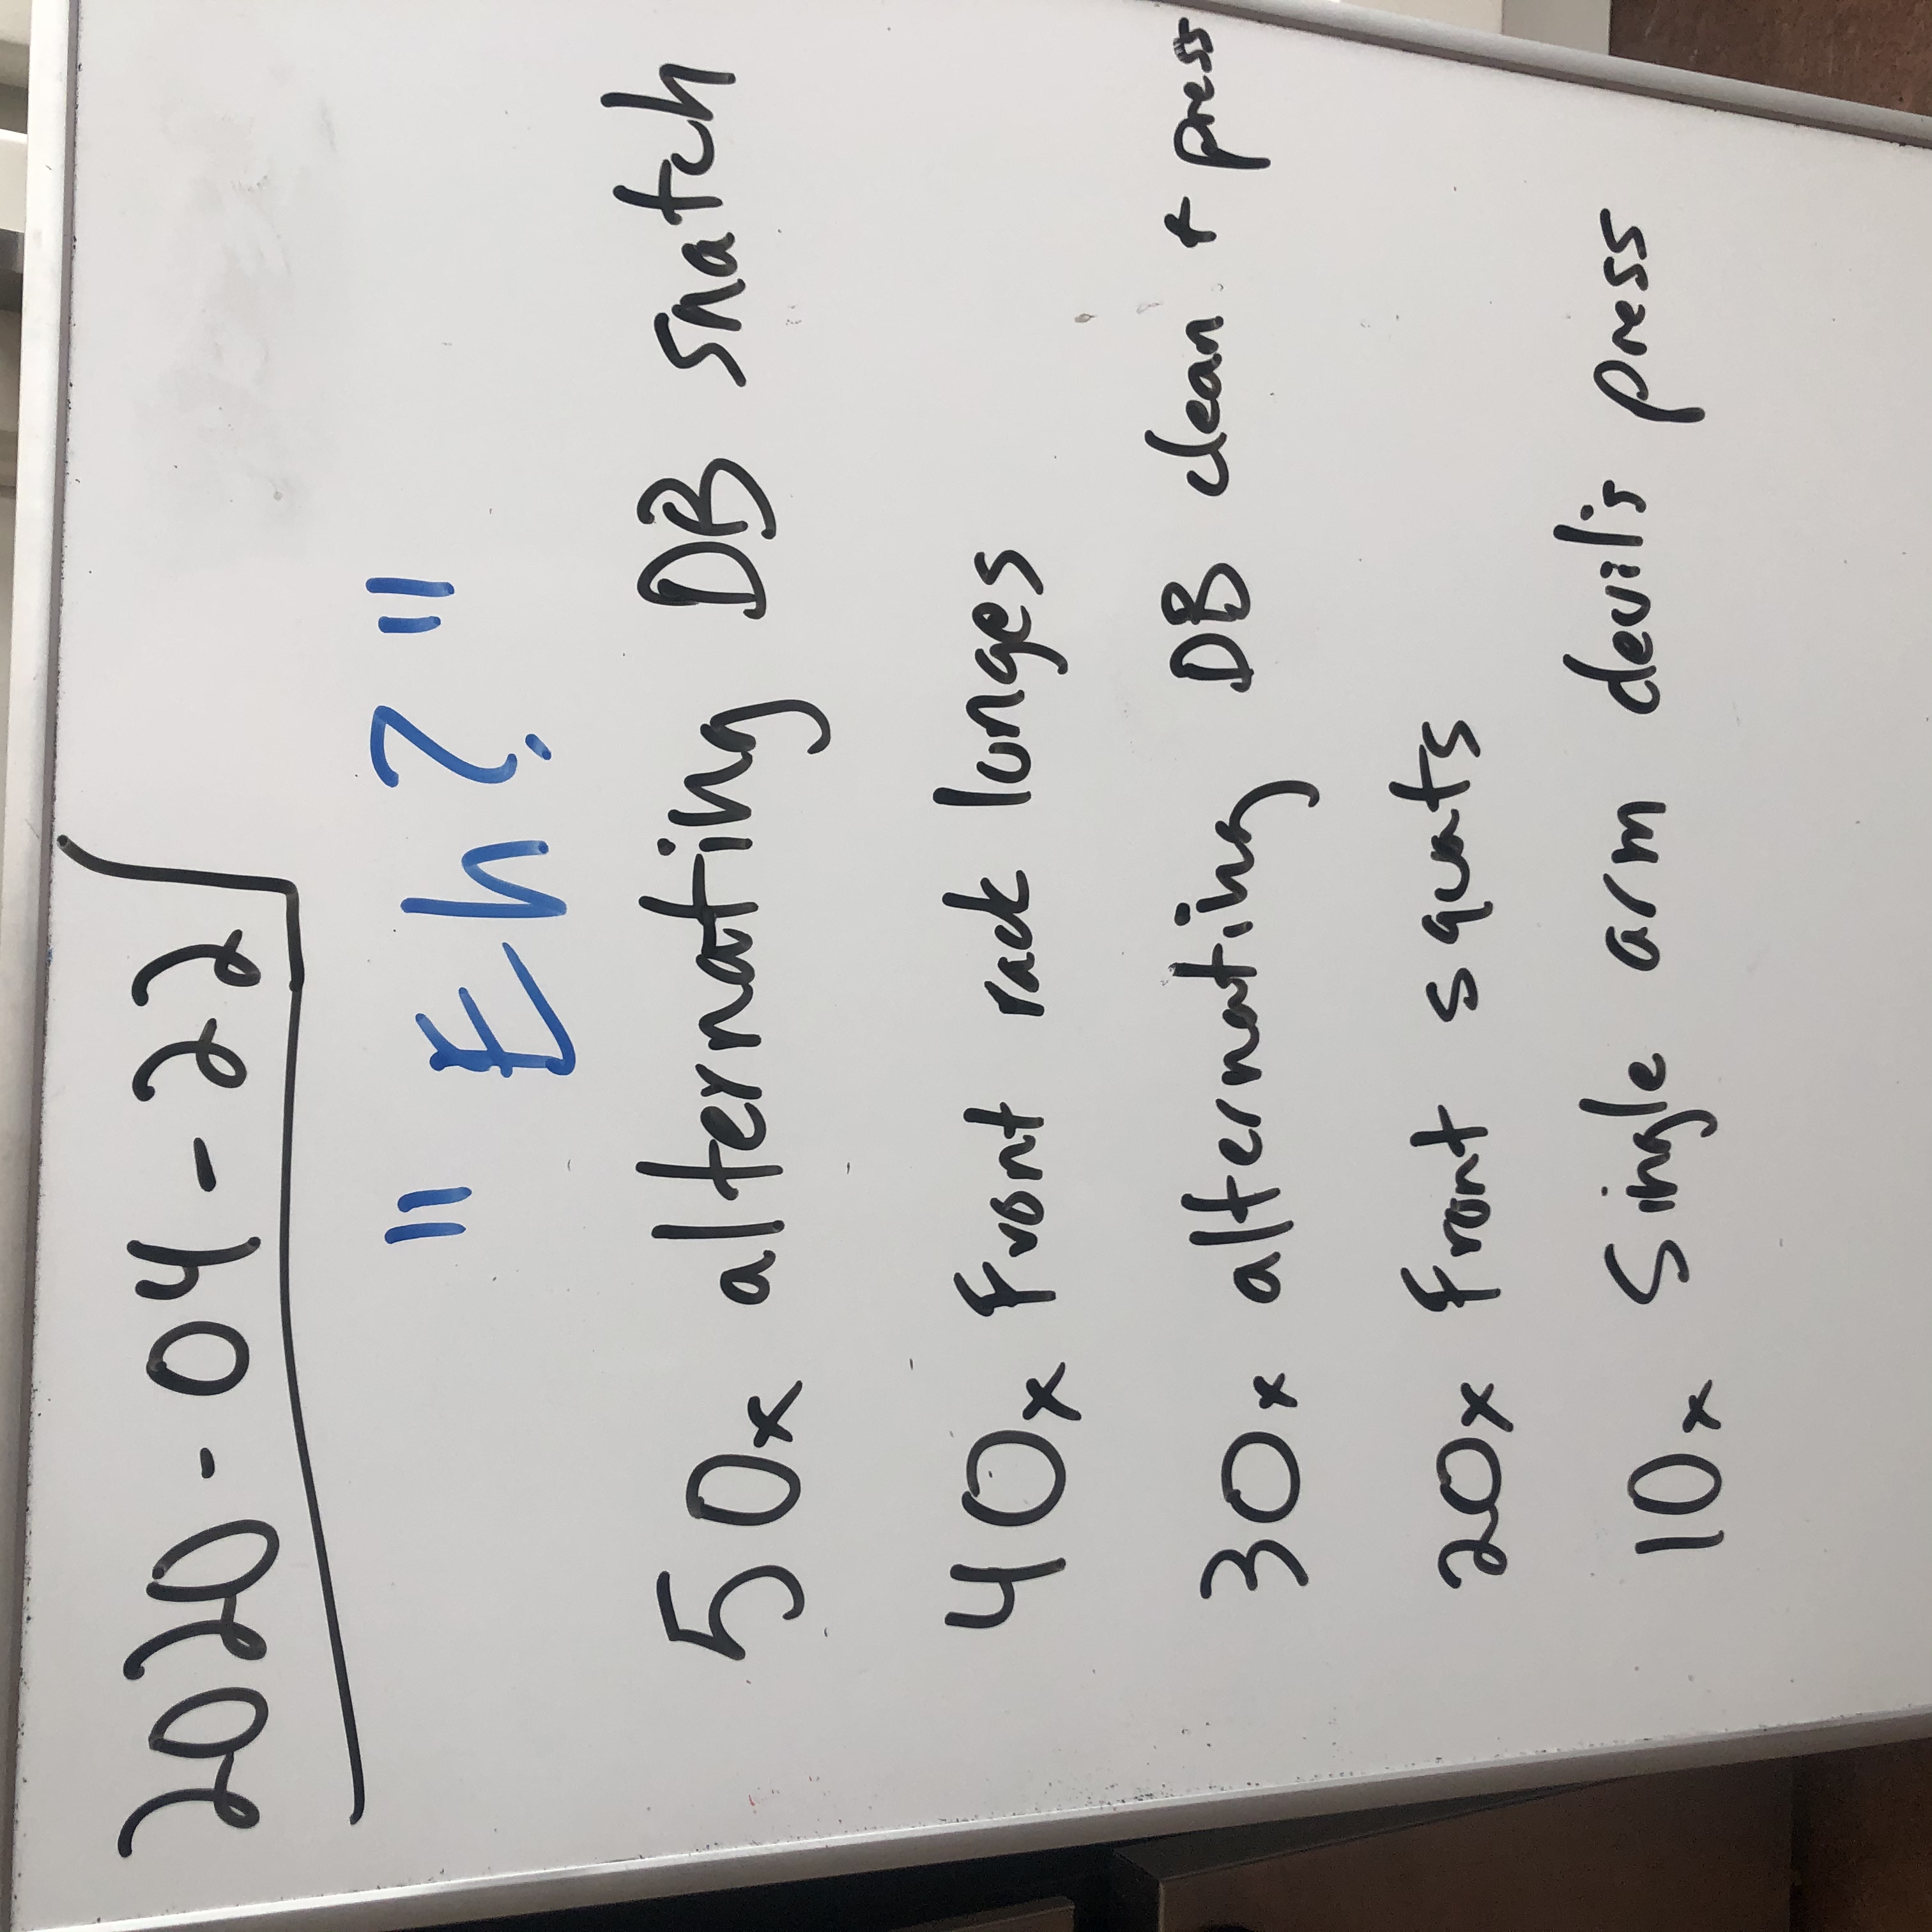 2020-04-22
"Eh?"
50x alternating DB snatch
40x front rack lunges
30x alternating DB clean + press
20x front squats
10x Single arm devil's press